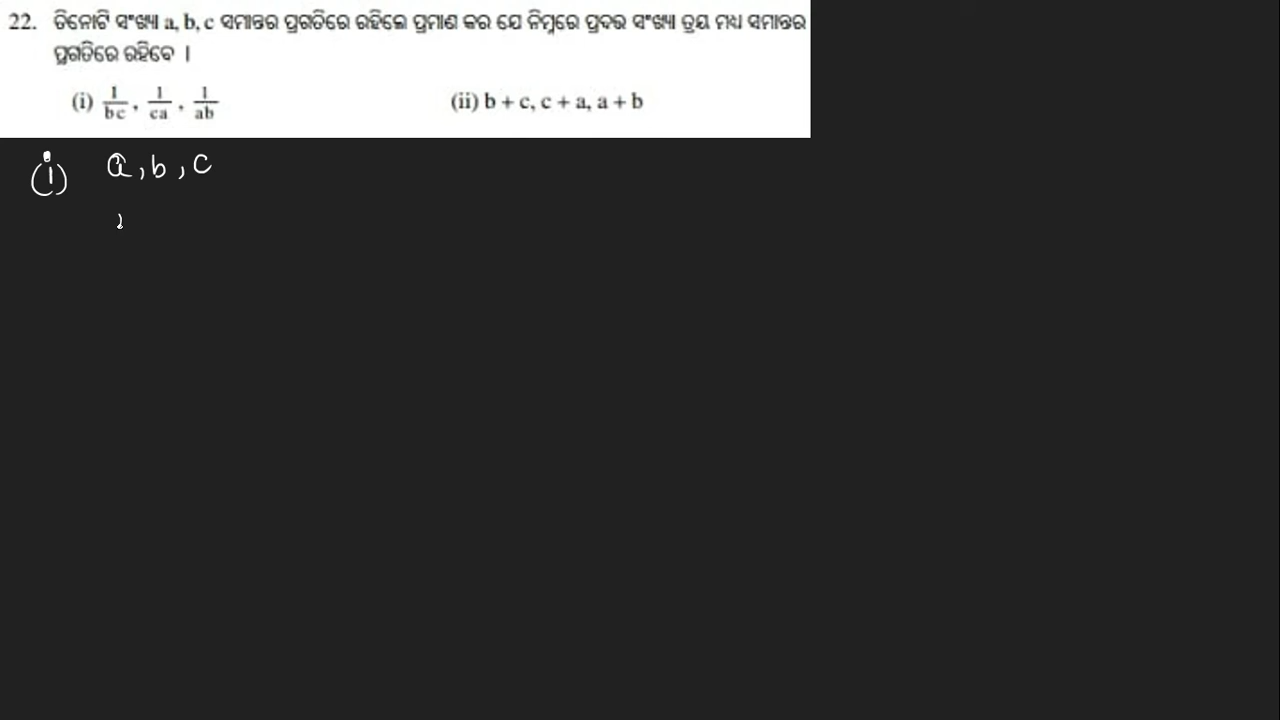 22. ତିନୋଟି ସଂଖ୍ୟା a, b, c ସମାନ୍ତର ପ୍ରଗତିରେ ରହିଲେ ପ୍ରମାଣ କର ଯେ ନିମ୍ନରେ ପ୍ରଦତ୍ତ ସଂଖ୍ୟା ତ୍ରୟ ମଧ୍ୟ ସମାନ୍ତର
ପ୍ରଗତିରେ ରହିବେ ।
(i) 1/bc, 1/ca, 1/ab (ii) b + c, c + a, a + b
(i) a, b, c